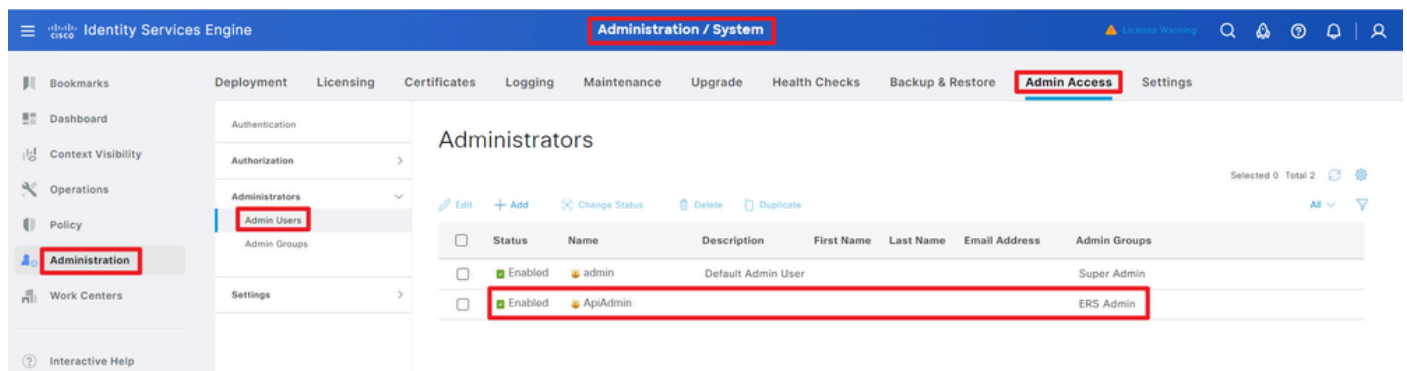 cisco Identity Services Engine Administration / System License Warning
Bookmarks
Dashboard
Context Visibility
Operations
Policy
Administration
Work Centers
Interactive Help
Deployment Licensing Certificates Logging Maintenance Upgrade Health Checks Backup & Restore Admin Access Settings
Authentication
Authorization
Administrators
Admin Users
Admin Groups
Settings
Administrators
Selected 0 Total 2
Edit Add Change Status Delete Duplicate All
Status Name Description First Name Last Name Email Address Admin Groups
Enabled admin Default Admin User Super Admin
Enabled ApiAdmin ERS Admin